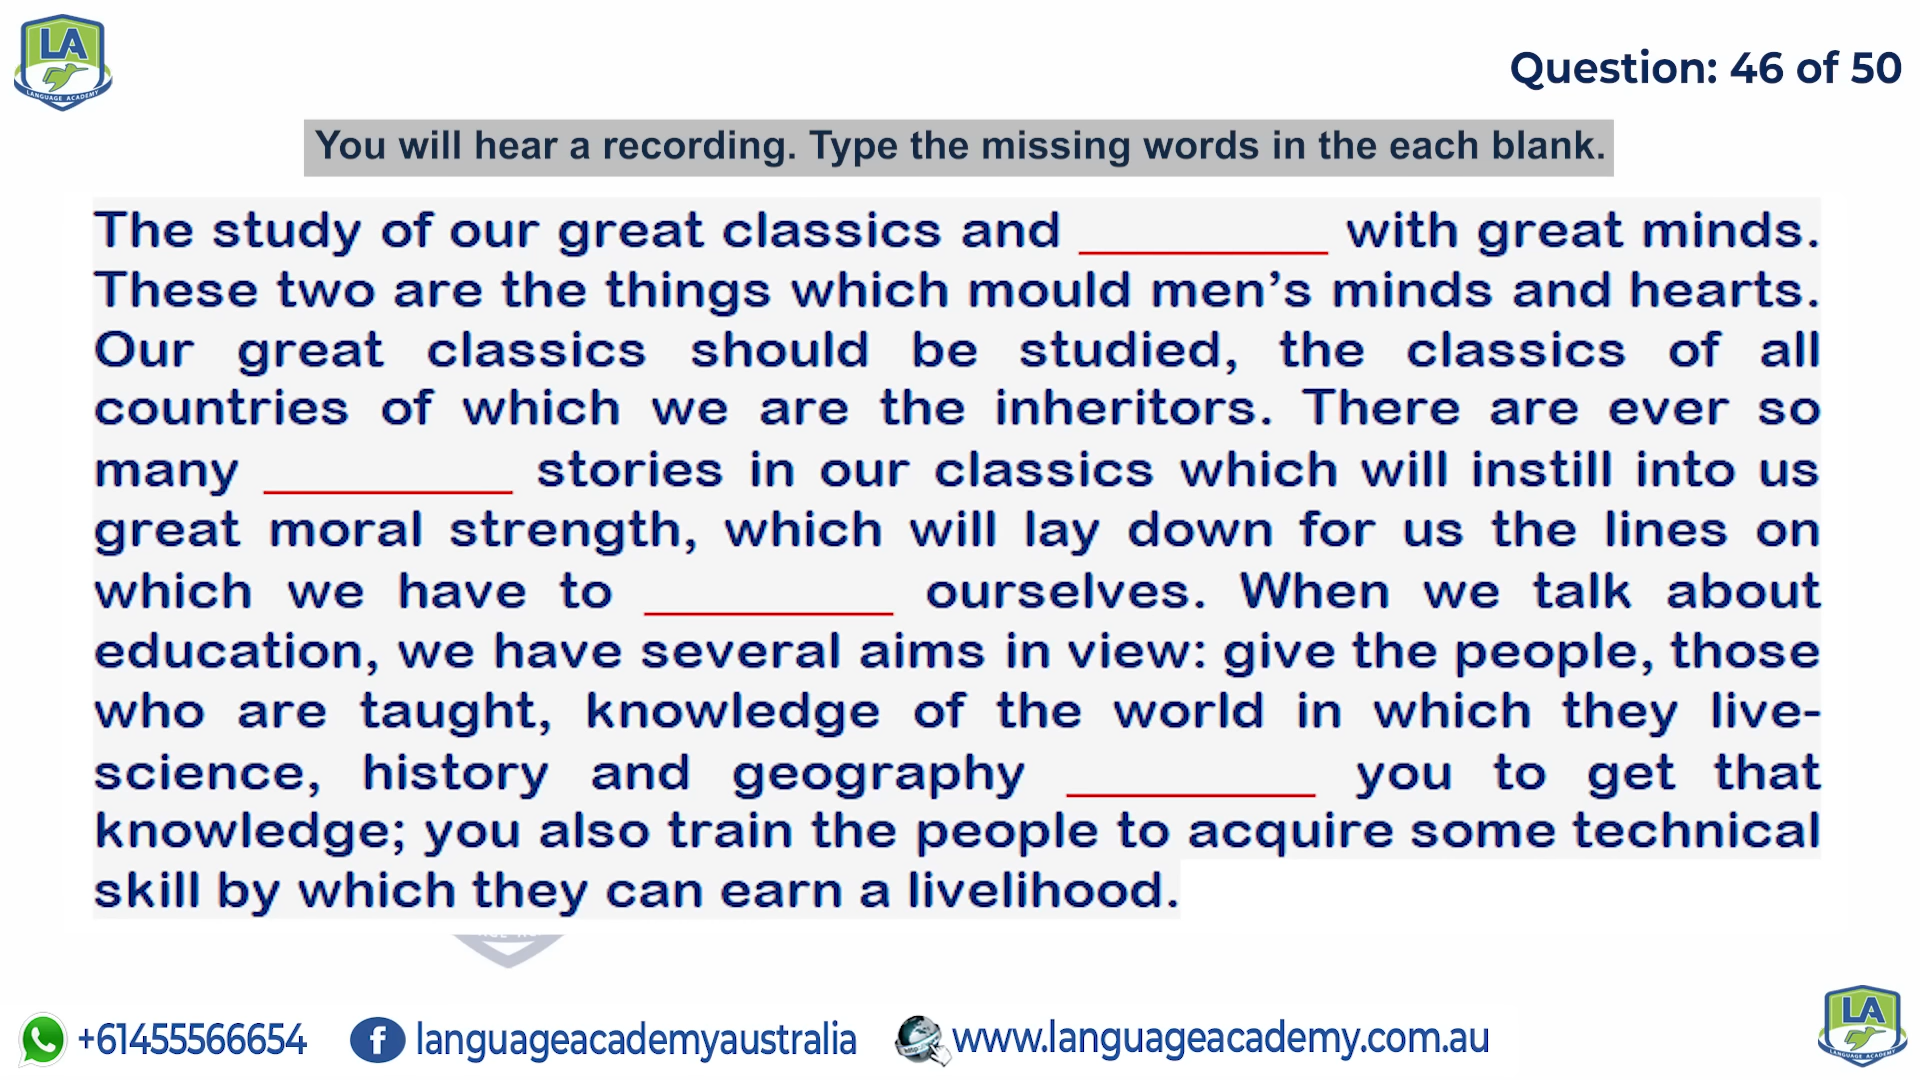 LA
LANGUAGE ACADEMY
Question: 46 of 50
You will hear a recording. Type the missing words in the each blank.
The study of our great classics and __________ with great minds.
These two are the things which mould men’s minds and hearts.
Our great classics should be studied, the classics of all
countries of which we are the inheritors. There are ever so
many __________ stories in our classics which will instill into us
great moral strength, which will lay down for us the lines on
which we have to __________ ourselves. When we talk about
education, we have several aims in view: give the people, those
who are taught, knowledge of the world in which they live-
science, history and geography __________ you to get that
knowledge; you also train the people to acquire some technical
skill by which they can earn a livelihood.
+61455566654 languageacademyaustralia www.languageacademy.com.au
LA
LANGUAGE ACADEMY